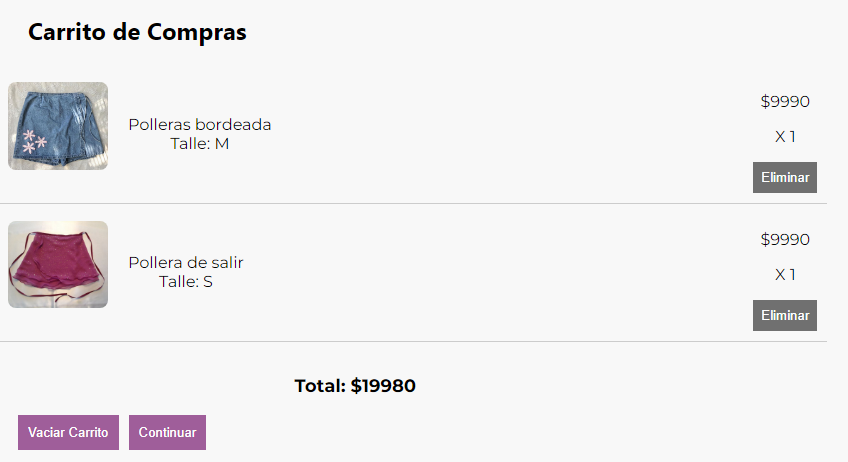 Carrito de Compras
Polleras bordeada
Talle: M
$9990
X 1
Eliminar
Pollera de salir
Talle: S
$9990
X 1
Eliminar
Total: $19980
Vaciar Carrito
Continuar